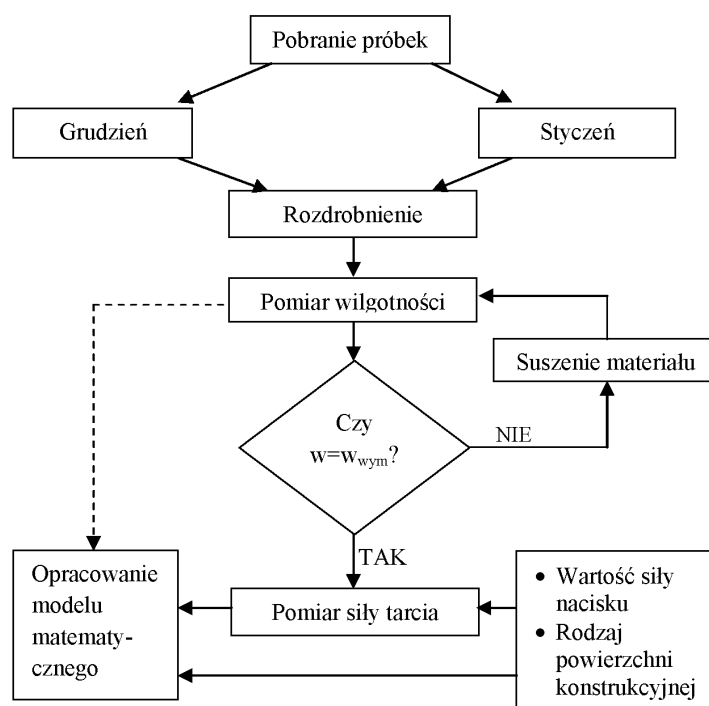 Pobranie próbek
Grudzień
Styczeń
Rozdrobnienie
Pomiar wilgotności
Suszenie materiału
Czy
w=wwym?
NIE
TAK
Opracowanie
modelu
matematy-
cznego
Pomiar siły tarcia
• Wartość siły
nacisku
• Rodzaj
powierzchni
konstrukcyjnej